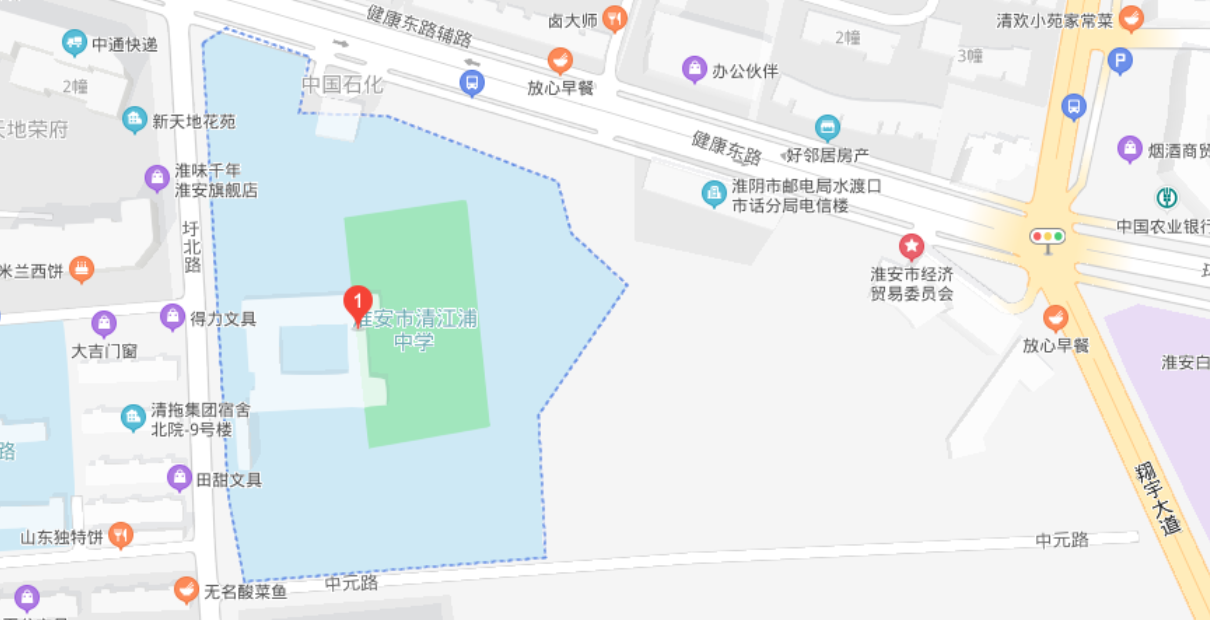 健康东路辅路
卤大师
清欢小苑家常菜
中通快递
2幢
3幢
2幢
中国石化
放心早餐
办公伙伴
新天地花苑
天地荣府
健康东路
好邻居房产
烟酒商贸
淮味千年
淮安旗舰店
淮阴市邮电局水渡口
市话分局电信楼
中国农业银行
圩北路
米兰西饼
淮安市经济
贸易委员会
得力文具
淮安市清江浦
中学
大吉门窗
放心早餐
淮安白
清拖集团宿舍
北院-9号楼
路
田甜文具
翔宇大道
山东独特饼
中元路
中元路
无名酸菜鱼
1
P